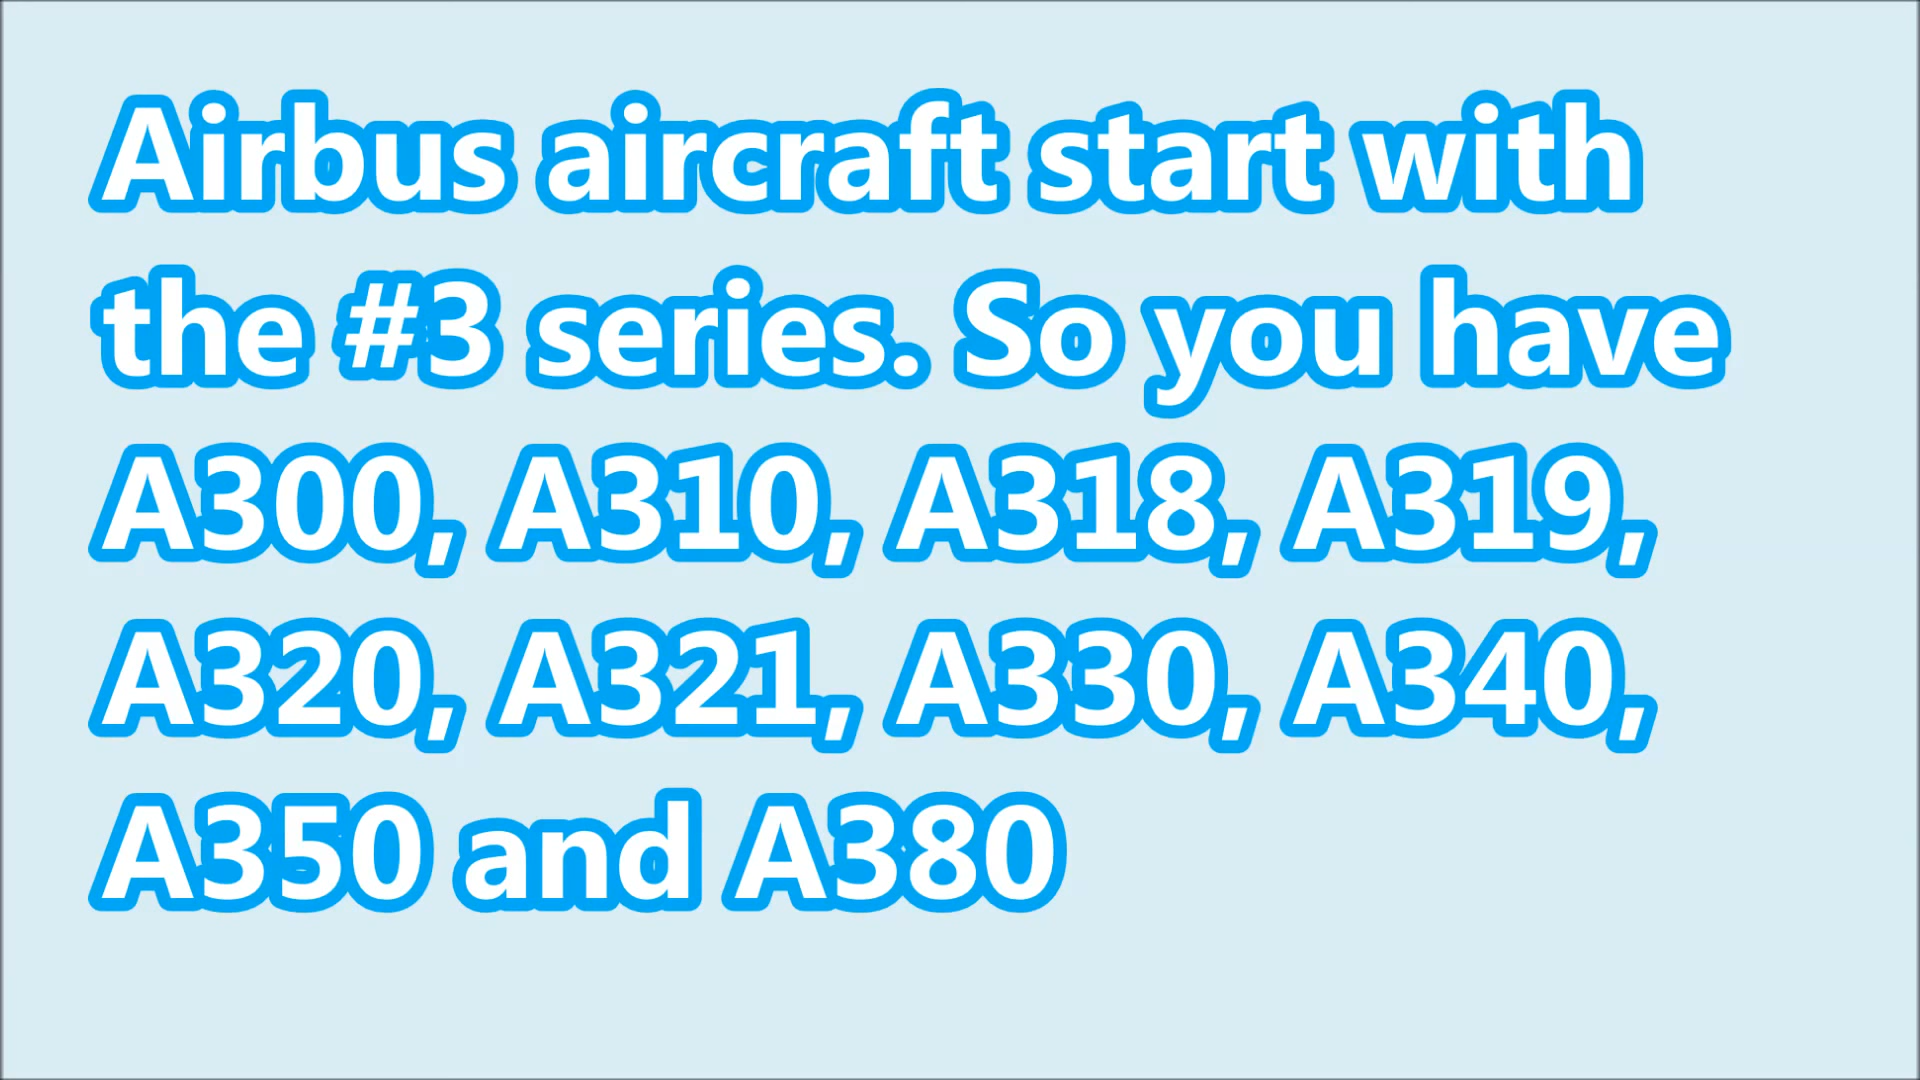 Airbus aircraft start with
the #3 series. So you have
A300, A310, A318, A319,
A320, A321, A330, A340,
A350 and A380